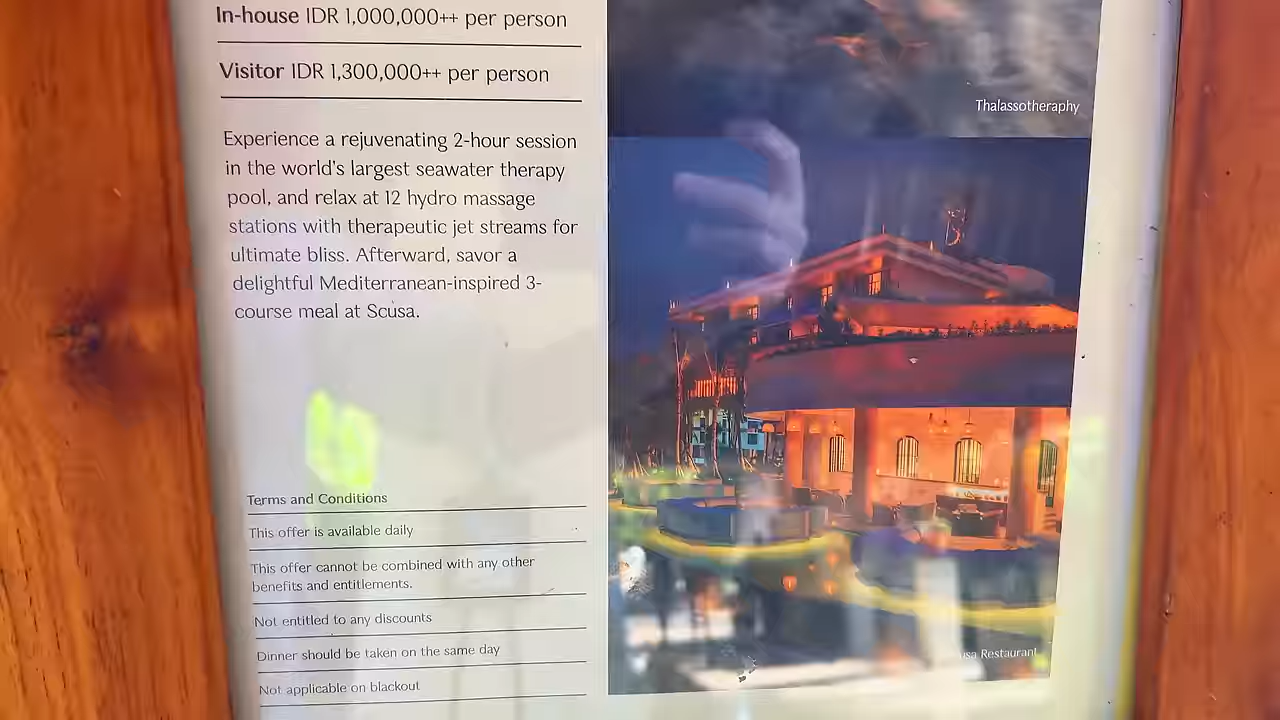 In-house IDR 1,000,000++ per person
Visitor IDR 1,300,000++ per person
Experience a rejuvenating 2-hour session
in the world's largest seawater therapy
pool, and relax at 12 hydro massage
stations with therapeutic jet streams for
ultimate bliss. Afterward, savor a
delightful Mediterranean-inspired 3-
course meal at Scusa.
Terms and Conditions
This offer is available daily
This offer cannot be combined with any other
benefits and entitlements.
Not entitled to any discounts
Dinner should be taken on the same day
Not applicable on blackout
Thalassotheraphy
Restaurant